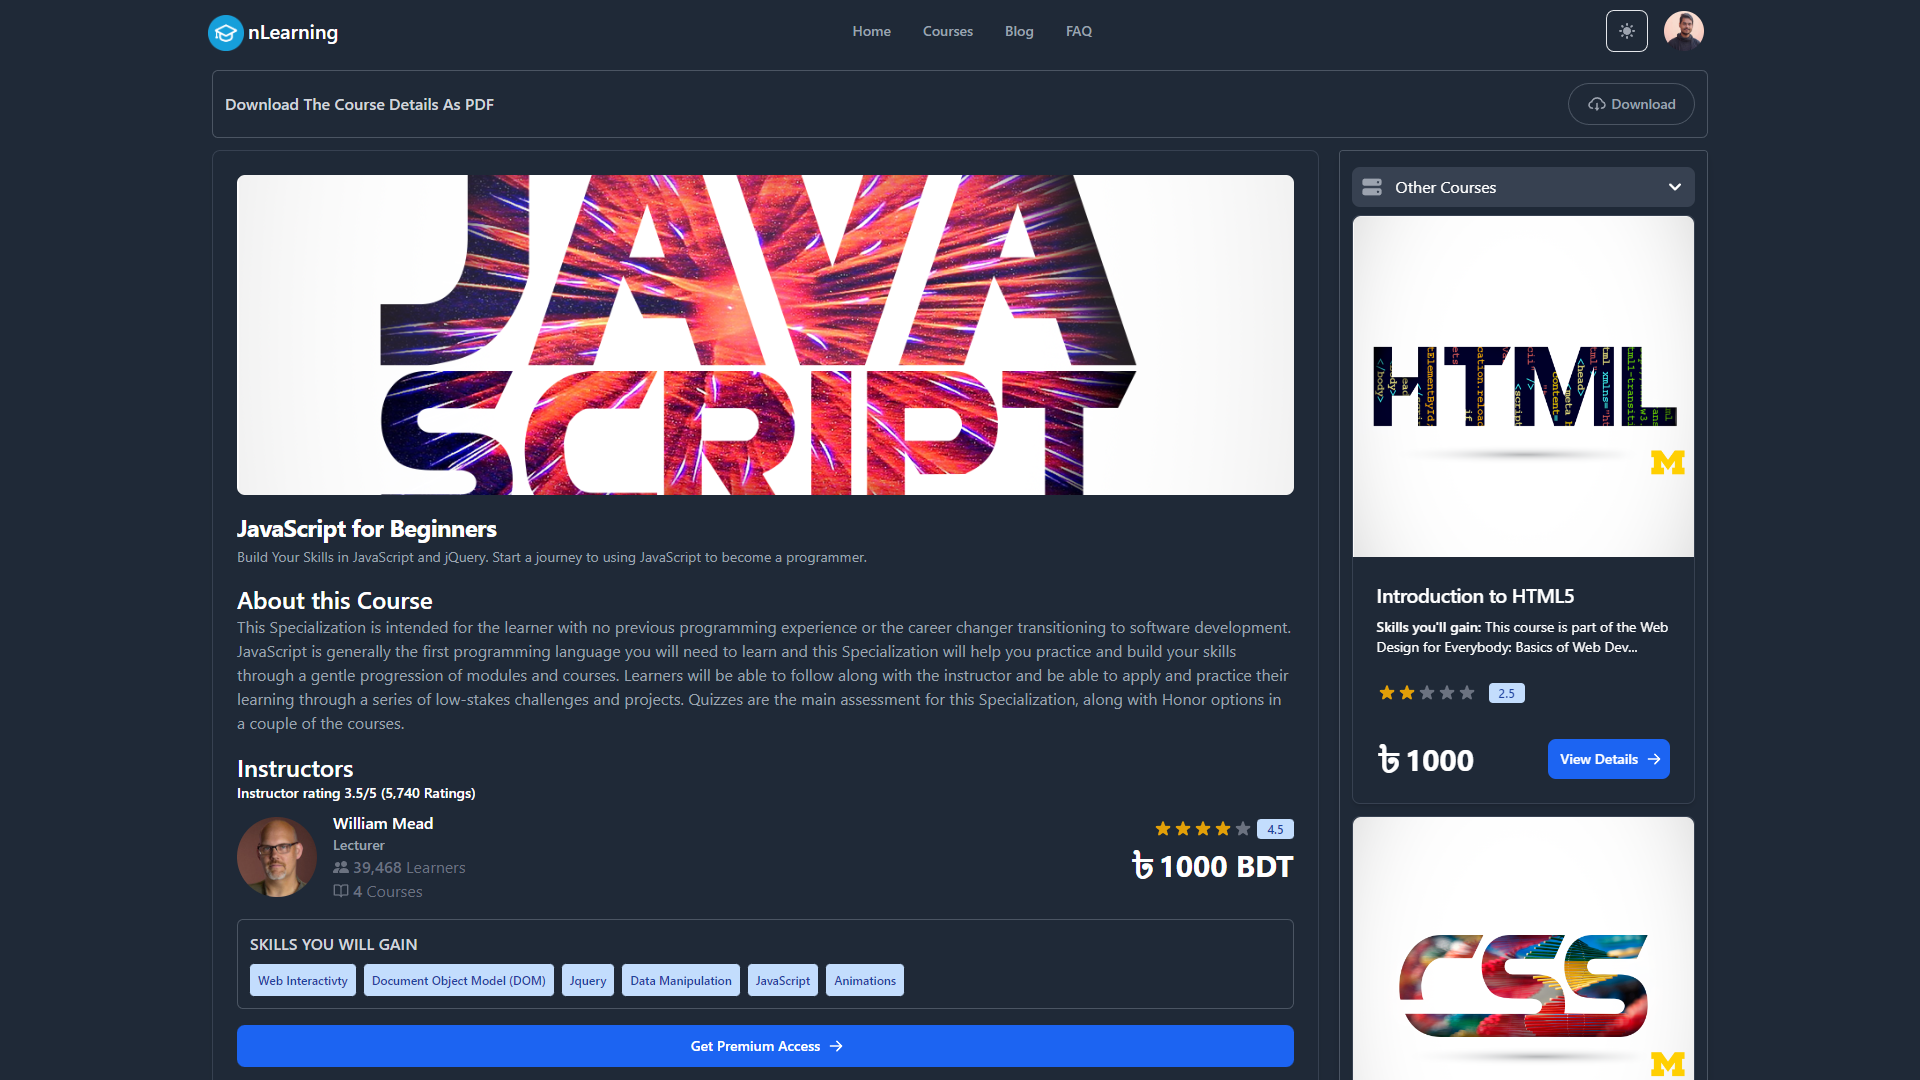 nLearning
Home
Courses
Blog
FAQ
Download The Course Details As PDF
Download
JAVA
SCRIPT
JavaScript for Beginners
Build Your Skills in JavaScript and jQuery. Start a journey to using JavaScript to become a programmer.
About this Course
This Specialization is intended for the learner with no previous programming experience or the career changer transitioning to software development.
JavaScript is generally the first programming language you will need to learn and this Specialization will help you practice and build your skills
through a gentle progression of modules and courses. Learners will be able to follow along with the instructor and be able to apply and practice their
learning through a series of low-stakes challenges and projects. Quizzes are the main assessment for this Specialization, along with Honor options in
a couple of the courses.
Instructors
Instructor rating 3.5/5 (5,740 Ratings)
William Mead
Lecturer
39,468 Learners
4 Courses
4.5
৳ 1000 BDT
SKILLS YOU WILL GAIN
Web Interactivty
Document Object Model (DOM)
Jquery
Data Manipulation
JavaScript
Animations
Get Premium Access
Other Courses
HTML
M
Introduction to HTML5
Skills you'll gain: This course is part of the Web
Design for Everybody: Basics of Web Dev...
2.5
৳ 1000
View Details
CSS
M